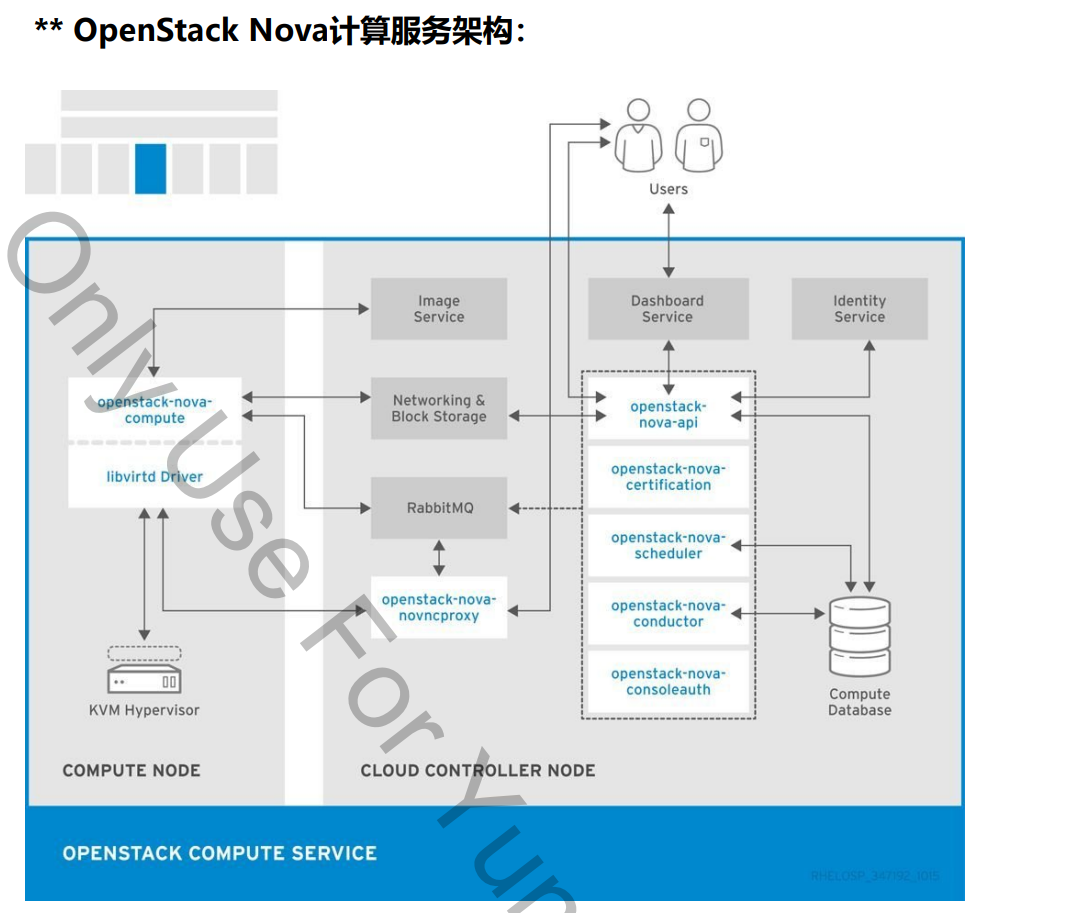 ** OpenStack Nova计算服务架构：
Users
Image
Service
Dashboard
Service
Identity
Service
openstack-nova-
compute
Networking &
Block Storage
openstack-
nova-api
libvirtd Driver
openstack-nova-
certification
RabbitMQ
openstack-nova-
scheduler
openstack-nova-
novncproxy
openstack-nova-
conductor
openstack-nova-
consoleauth
KVM Hypervisor
Compute
Database
COMPUTE NODE
CLOUD CONTROLLER NODE
OPENSTACK COMPUTE SERVICE
RHELOSP_347192_1015
Only Use For Yun